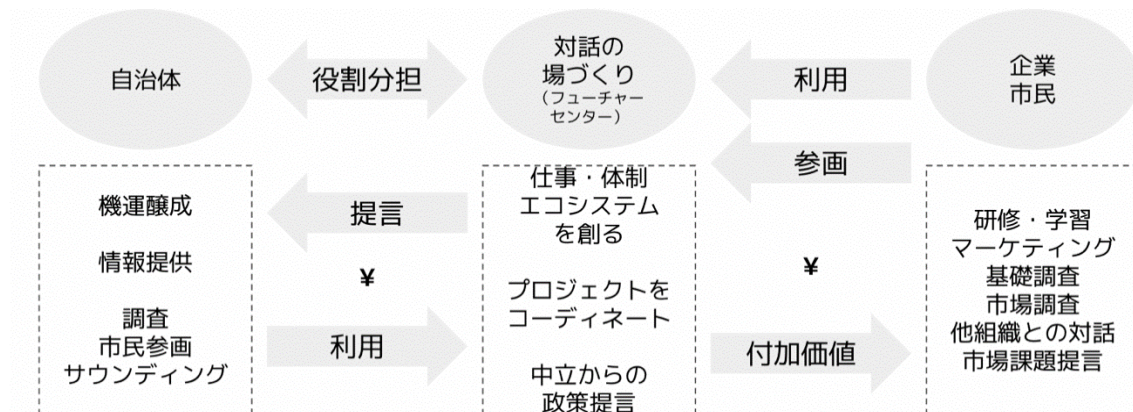 自治体
役割分担
対話の
場づくり
（フューチャー
センター）
利用
企業
市民
参画
機運醸成
情報提供
調査
市民参画
サウンディング
提言
¥
利用
仕事・体制
エコシステム
を創る
プロジェクトを
コーディネート
中立からの
政策提言
¥
付加価値
研修・学習
マーケティング
基礎調査
市場調査
他組織との対話
市場課題提言